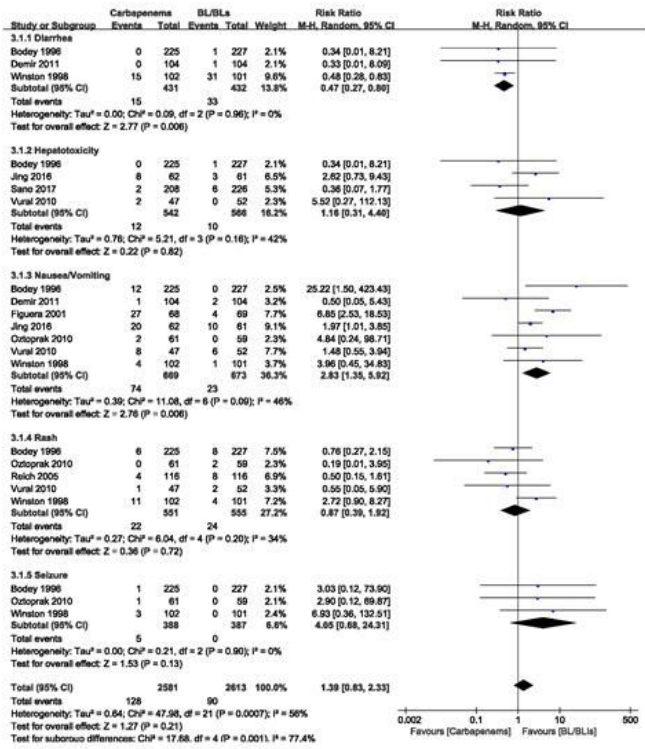 Carbapenems BL/BLIs Risk Ratio Risk Ratio
Study or Subgroup Events Total Events Total Weight M-H, Random, 95% CI M-H, Random, 95% CI
3.1.1 Diarrhea
Bodey 1996 0 225 1 227 2.1% 0.34 [0.01, 8.21]
Demir 2011 0 104 1 104 2.1% 0.33 [0.01, 8.09]
Winston 1998 15 102 31 101 9.6% 0.48 [0.28, 0.83]
Subtotal (95% CI) 431 432 13.8% 0.47 [0.27, 0.80]
Total events 15 33
Heterogeneity: Tau² = 0.00; Chi² = 0.09, df = 2 (P = 0.96); I² = 0%
Test for overall effect: Z = 2.77 (P = 0.006)
3.1.2 Hepatotoxicity
Bodey 1996 0 225 1 227 2.1% 0.34 [0.01, 8.21]
Jing 2016 8 62 3 61 6.1% 2.62 [0.73, 9.43]
Sano 2017 2 208 6 226 5.1% 0.36 [0.07, 1.77]
Vural 2010 2 47 0 52 2.3% 5.52 [0.27, 112.13]
Subtotal (95% CI) 542 566 16.2% 1.16 [0.31, 4.40]
Total events 12 10
Heterogeneity: Tau² = 0.76; Chi² = 5.21, df = 3 (P = 0.16); I² = 42%
Test for overall effect: Z = 0.22 (P = 0.82)
3.1.3 Nausea/Vomiting
Bodey 1996 12 225 0 227 2.5% 25.22 [1.50, 423.43]
Demir 2011 1 104 2 104 3.2% 0.50 [0.05, 5.43]
Figuera 2001 27 68 4 69 7.7% 6.85 [2.53, 18.53]
Jing 2016 20 62 10 61 9.1% 1.97 [1.01, 3.85]
Oztoprak 2010 2 61 0 59 2.3% 4.84 [0.24, 98.71]
Vural 2010 8 47 6 52 7.7% 1.48 [0.55, 3.94]
Winston 1998 4 102 1 101 3.7% 3.96 [0.45, 34.83]
Subtotal (95% CI) 669 673 36.3% 2.83 [1.35, 5.92]
Total events 74 23
Heterogeneity: Tau² = 0.39; Chi² = 11.08, df = 6 (P = 0.09); I² = 46%
Test for overall effect: Z = 2.76 (P = 0.006)
3.1.4 Rash
Bodey 1996 6 225 8 227 7.5% 0.76 [0.27, 2.15]
Oztoprak 2010 0 61 2 59 2.3% 0.19 [0.01, 3.95]
Reich 2005 4 116 8 116 6.7% 0.50 [0.15, 1.61]
Vural 2010 1 47 2 52 3.3% 0.55 [0.05, 5.90]
Winston 1998 11 102 4 101 7.4% 2.72 [0.90, 8.27]
Subtotal (95% CI) 551 555 27.2% 0.87 [0.39, 1.92]
Total events 22 24
Heterogeneity: Tau² = 0.27; Chi² = 6.04, df = 4 (P = 0.20); I² = 34%
Test for overall effect: Z = 0.36 (P = 0.72)
3.1.5 Seizure
Bodey 1996 1 225 0 227 2.1% 3.03 [0.12, 73.90]
Oztoprak 2010 1 61 0 59 2.1% 2.90 [0.12, 69.87]
Winston 1998 3 102 0 101 2.4% 6.93 [0.36, 132.51]
Subtotal (95% CI) 388 387 6.6% 4.05 [0.68, 24.31]
Total events 5 0
Heterogeneity: Tau² = 0.00; Chi² = 0.21, df = 2 (P = 0.90); I² = 0%
Test for overall effect: Z = 1.53 (P = 0.13)
Total (95% CI) 2581 2613 100.0% 1.39 [0.83, 2.33]
Total events 128 90
Heterogeneity: Tau² = 0.64; Chi² = 47.98, df = 21 (P = 0.0007); I² = 56%
Test for overall effect: Z = 1.27 (P = 0.21)
Test for subgroup differences: Chi² = 17.68, df = 4 (P = 0.001), I² = 77.4%
0.002 0.1 1 10 500
Favours [Carbapenems] Favours [BL/BLIs]